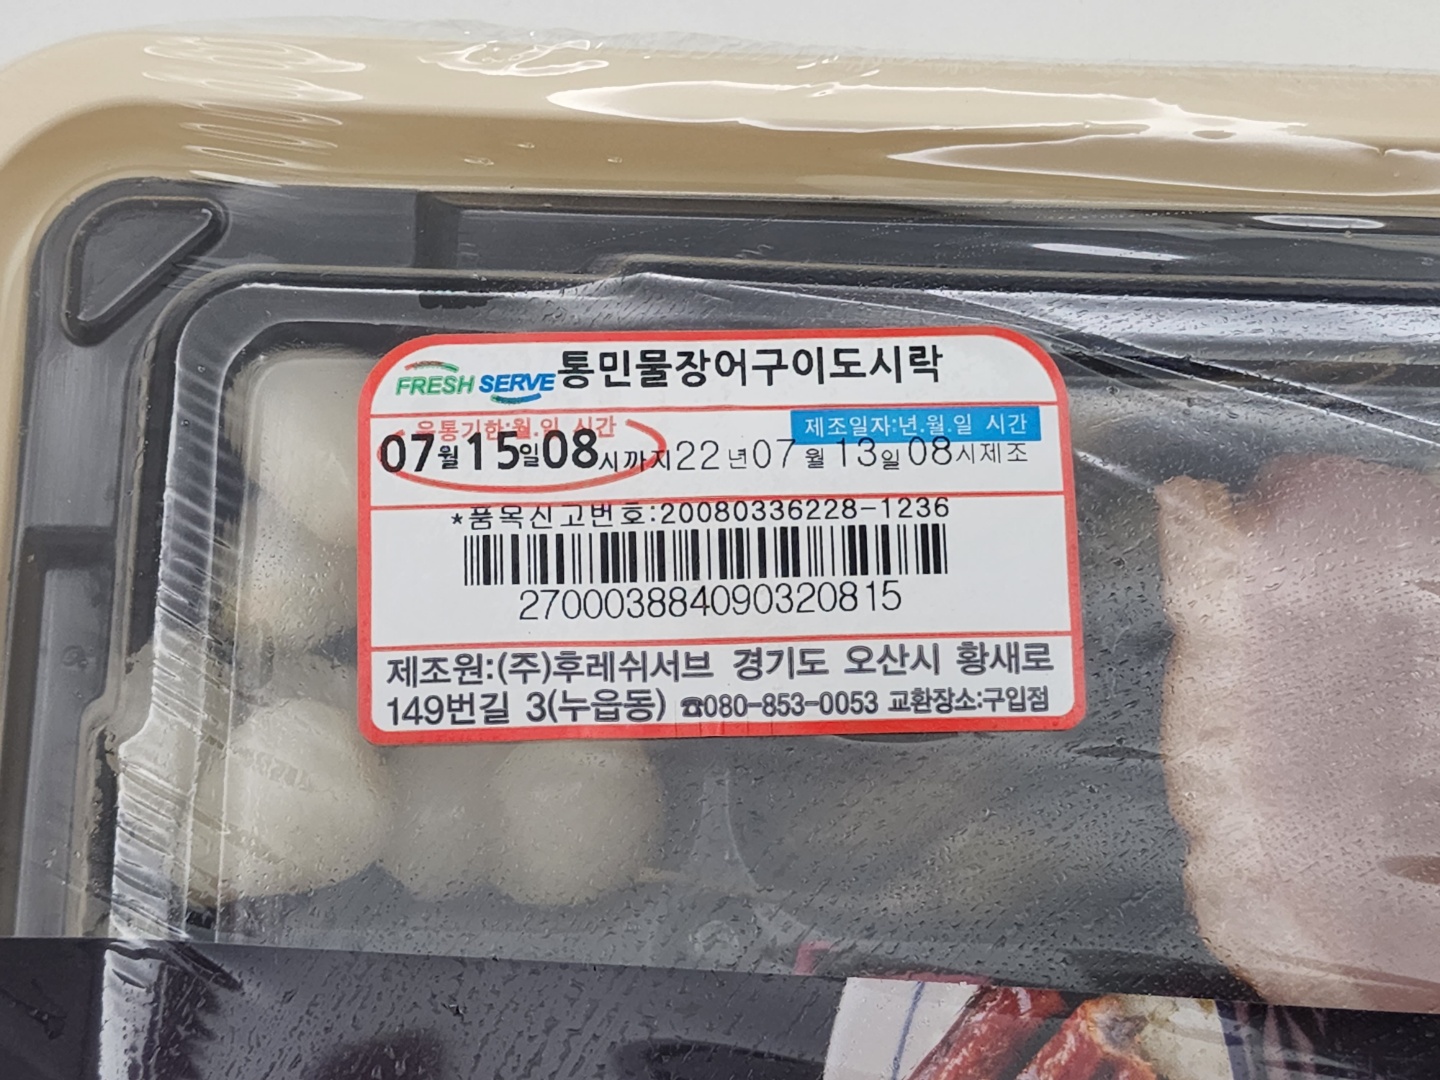 FRESH SERVE 통민물장어구이도시락
유통기한:월.일 시간 제조일자:년.월.일 시간
07월15일08시까지 22년07월13일08시제조
*품목신고번호:20080336228-1236
2700038840903 20815
제조원:(주)후레쉬서브 경기도 오산시 황새로
149번길 3(누읍동) ☎080-853-0053 교환장소:구입점